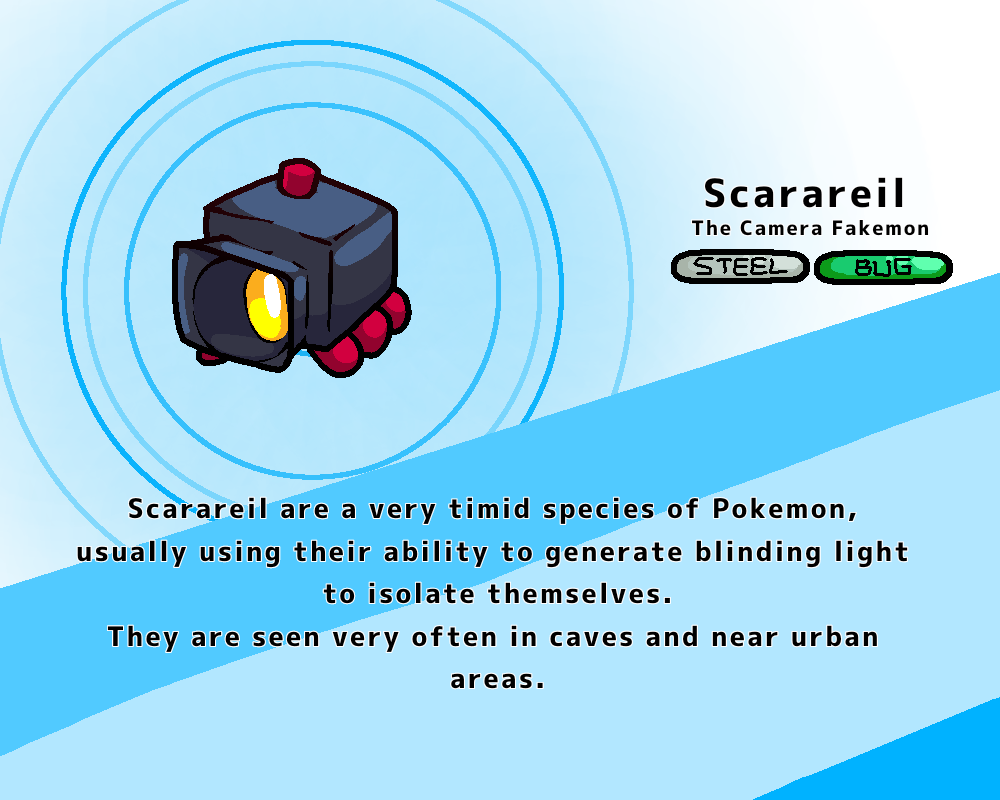 Scarareil
The Camera Fakemon
STEEL BUG
Scarareil are a very timid species of Pokemon,
usually using their ability to generate blinding light
to isolate themselves.
They are seen very often in caves and near urban
areas.